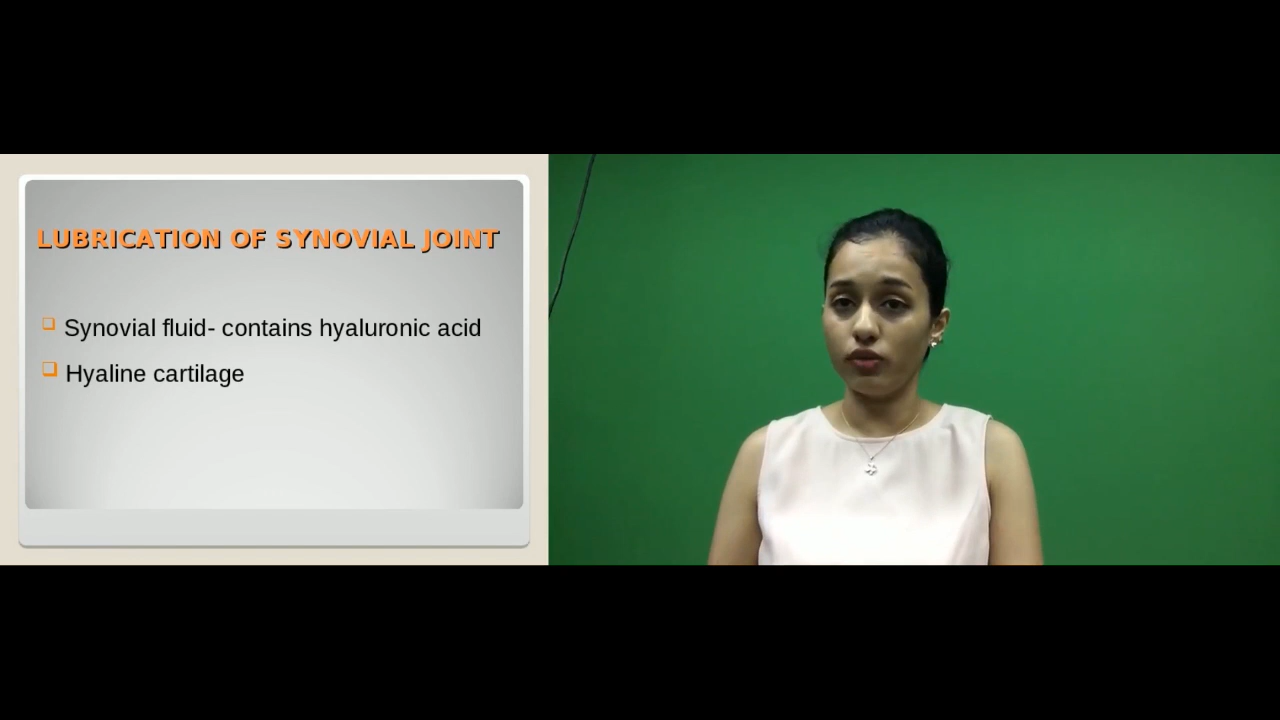 LUBRICATION OF SYNOVIAL JOINT
Synovial fluid- contains hyaluronic acid
Hyaline cartilage